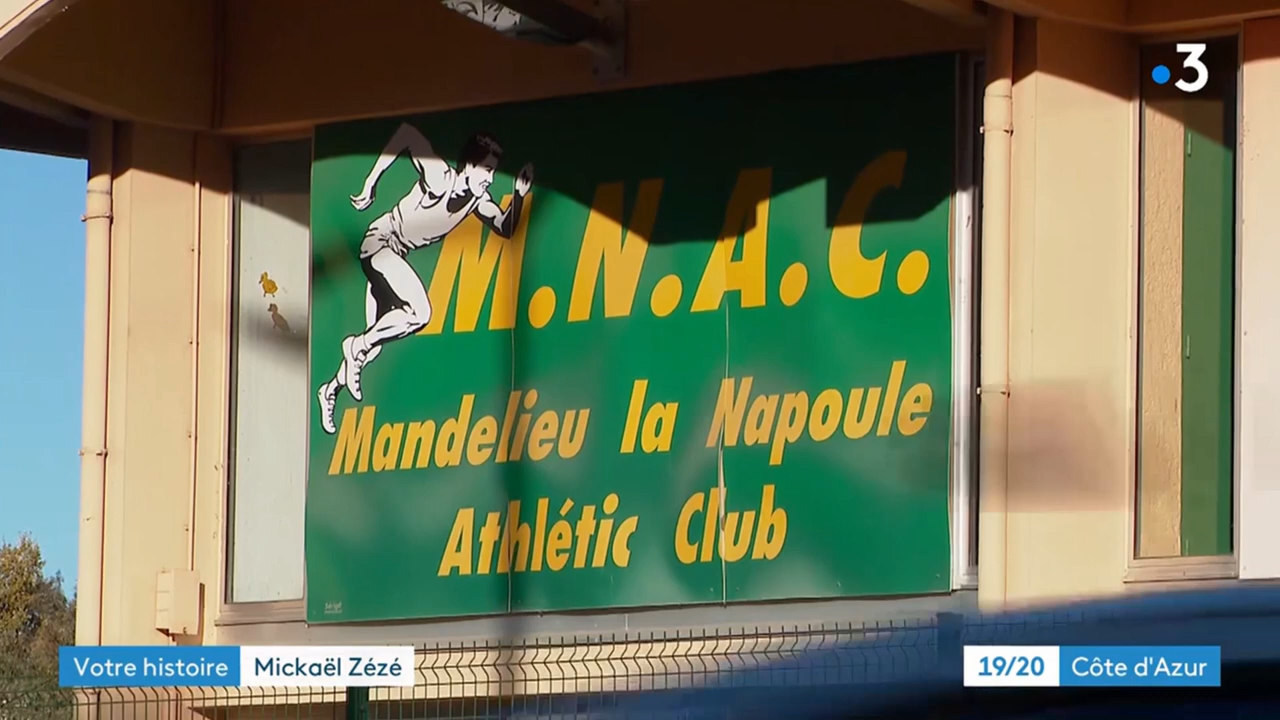 3
M.N.A.C.
Mandelieu la Napoule
Athlétic Club
Votre histoire Mickaël Zézé
19/20 Côte d'Azur